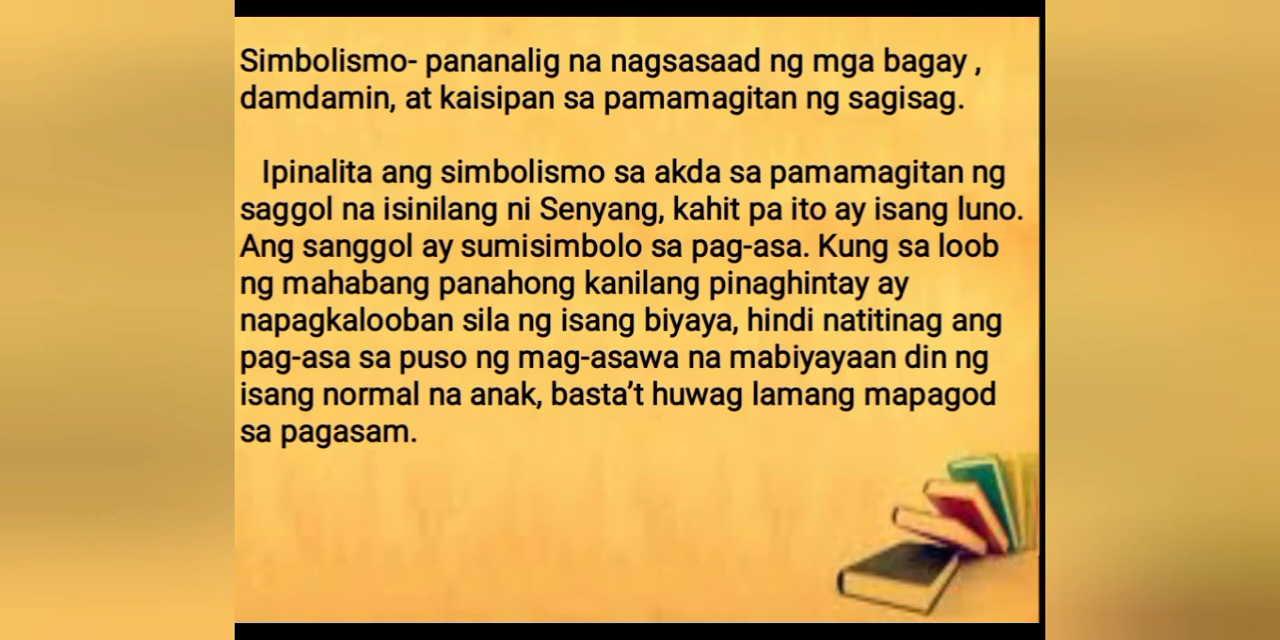 Simbolismo- pananalig na nagsasaad ng mga bagay ,
damdamin, at kaisipan sa pamamagitan ng sagisag.
Ipinalita ang simbolismo sa akda sa pamamagitan ng
saggol na isinilang ni Senyang, kahit pa ito ay isang luno.
Ang sanggol ay sumisimbolo sa pag-asa. Kung sa loob
ng mahabang panahong kanilang pinaghintay ay
napagkalooban sila ng isang biyaya, hindi natitinag ang
pag-asa sa puso ng mag-asawa na mabiyayaan din ng
isang normal na anak, basta’t huwag lamang mapagod
sa pagasam.